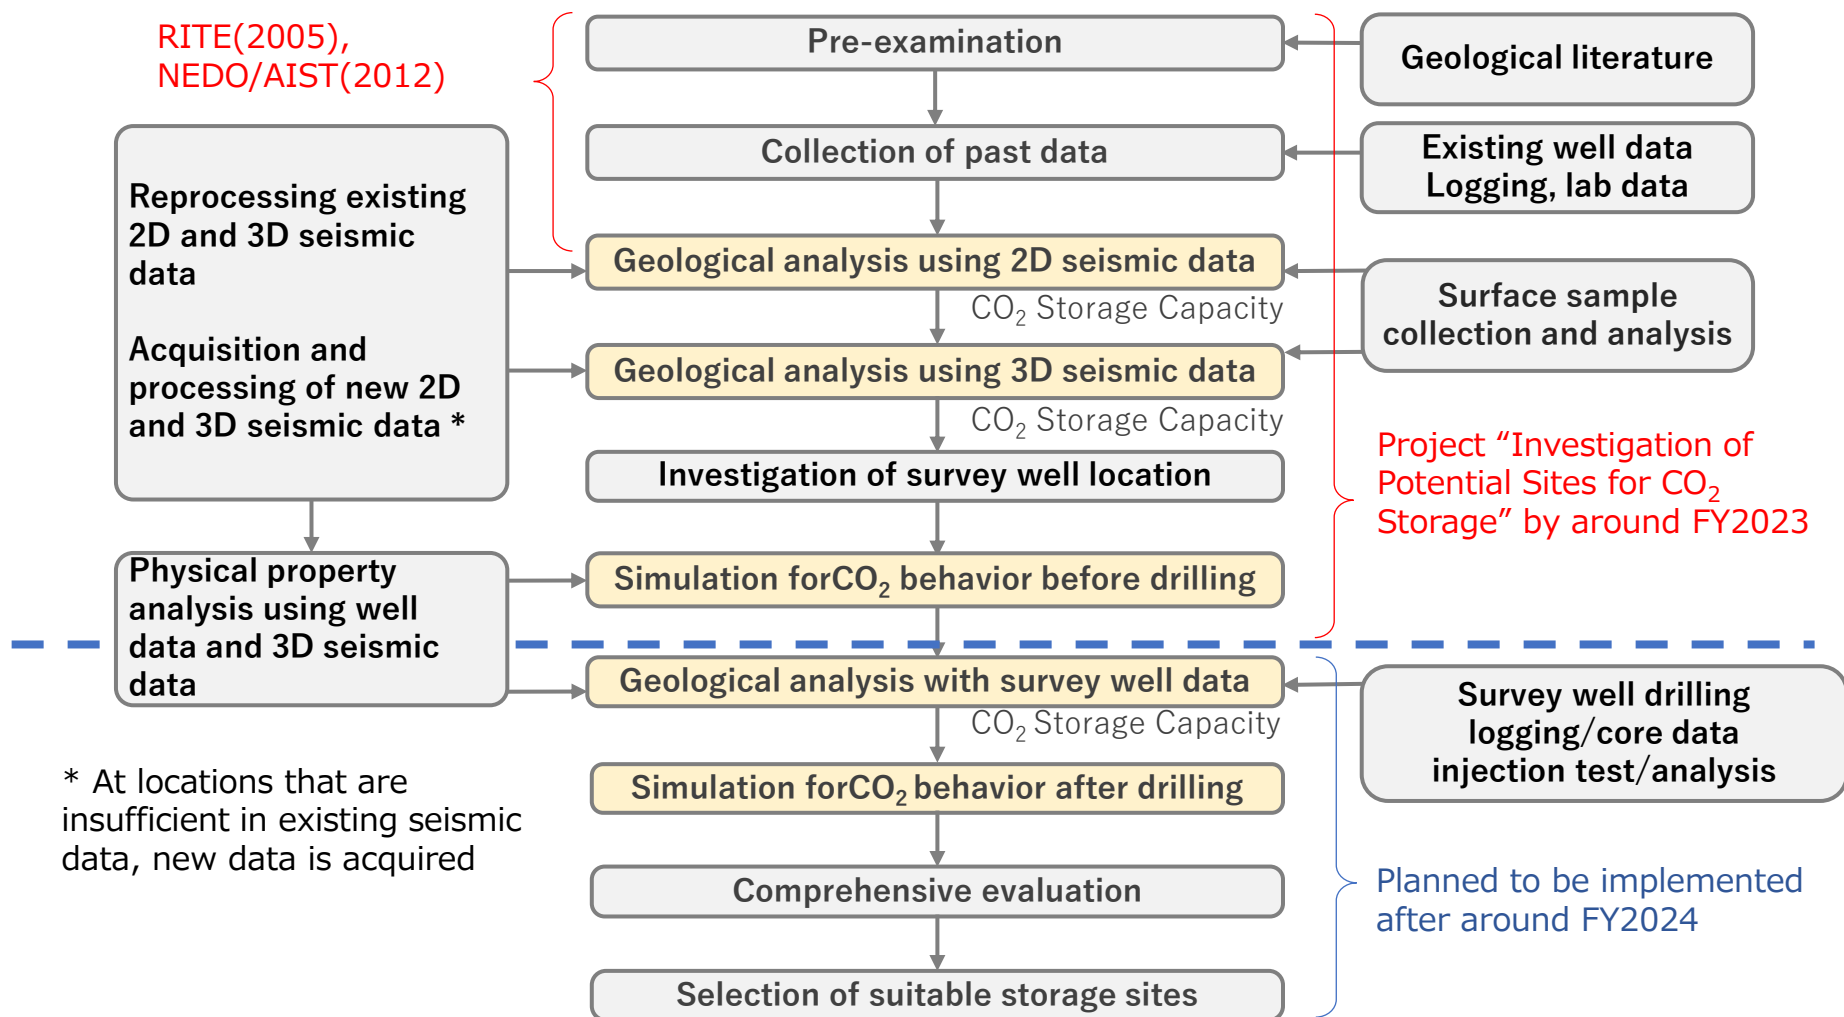 RITE(2005),
NEDO/AIST(2012)
Pre-examination
Geological literature
Collection of past data
Existing well data
Logging, lab data
Reprocessing existing
2D and 3D seismic
data
Acquisition and
processing of new 2D
and 3D seismic data *
Geological analysis using 2D seismic data
CO₂ Storage Capacity
Surface sample
collection and analysis
Geological analysis using 3D seismic data
CO₂ Storage Capacity
Investigation of survey well location
Project “Investigation of
Potential Sites for CO₂
Storage” by around FY2023
Physical property
analysis using well
data and 3D seismic
data
Simulation forCO₂ behavior before drilling
Geological analysis with survey well data
CO₂ Storage Capacity
Survey well drilling
logging/core data
injection test/analysis
Simulation forCO₂ behavior after drilling
* At locations that are
insufficient in existing seismic
data, new data is acquired
Comprehensive evaluation
Planned to be implemented
after around FY2024
Selection of suitable storage sites